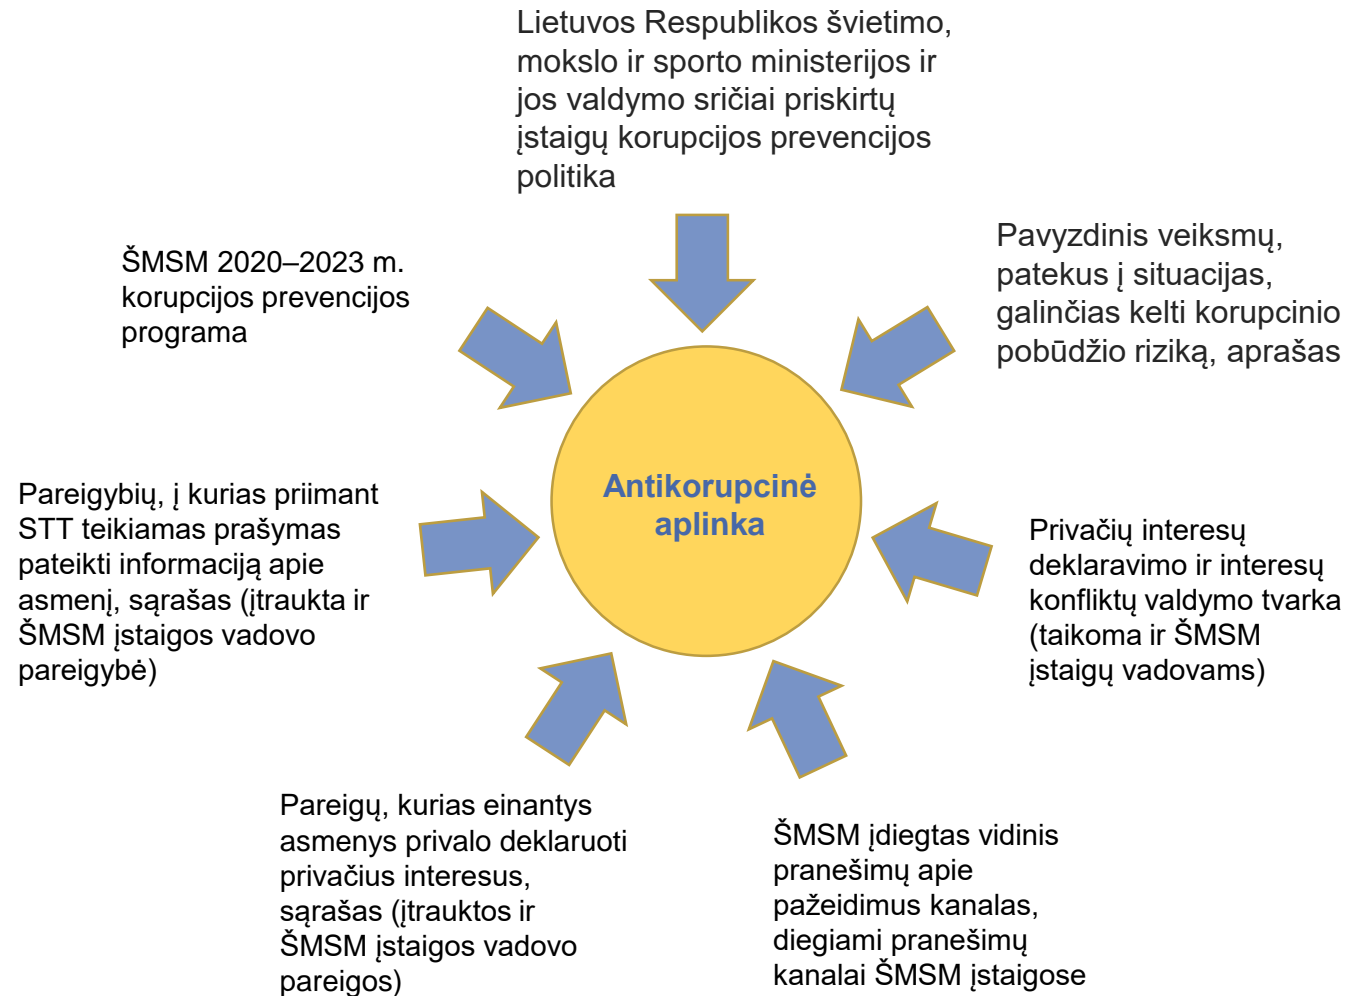 Lietuvos Respublikos švietimo,
mokslo ir sporto ministerijos ir
jos valdymo sričiai priskirtų
įstaigų korupcijos prevencijos
politika
ŠMSM 2020–2023 m.
korupcijos prevencijos
programa
Pavyzdinis veiksmų,
patekus į situacijas,
galinčias kelti korupcinio
pobūdžio riziką, aprašas
Antikorupcinė
aplinka
Pareigybių, į kurias priimant
STT teikiamas prašymas
pateikti informaciją apie
asmenį, sąrašas (įtraukta ir
ŠMSM įstaigos vadovo
pareigybė)
Privačių interesų
deklaravimo ir interesų
konfliktų valdymo tvarka
(taikoma ir ŠMSM
įstaigų vadovams)
Pareigų, kurias einantys
asmenys privalo deklaruoti
privačius interesus,
sąrašas (įtrauktos ir
ŠMSM įstaigos vadovo
pareigos)
ŠMSM įdiegtas vidinis
pranešimų apie
pažeidimus kanalas,
diegiami pranešimų
kanalai ŠMSM įstaigose